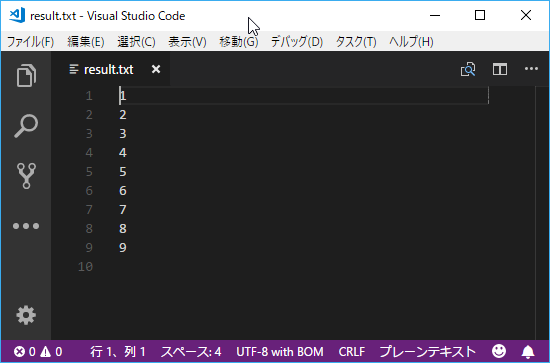 result.txt - Visual Studio Code
ファイル(F) 編集(E) 選択(C) 表示(V) 移動(G) デバッグ(D) タスク(T) ヘルプ(H)
result.txt
1 1
2 2
3 3
4 4
5 5
6 6
7 7
8 8
9 9
10
0 0 行 1、列 1 スペース: 4 UTF-8 with BOM CRLF プレーンテキスト